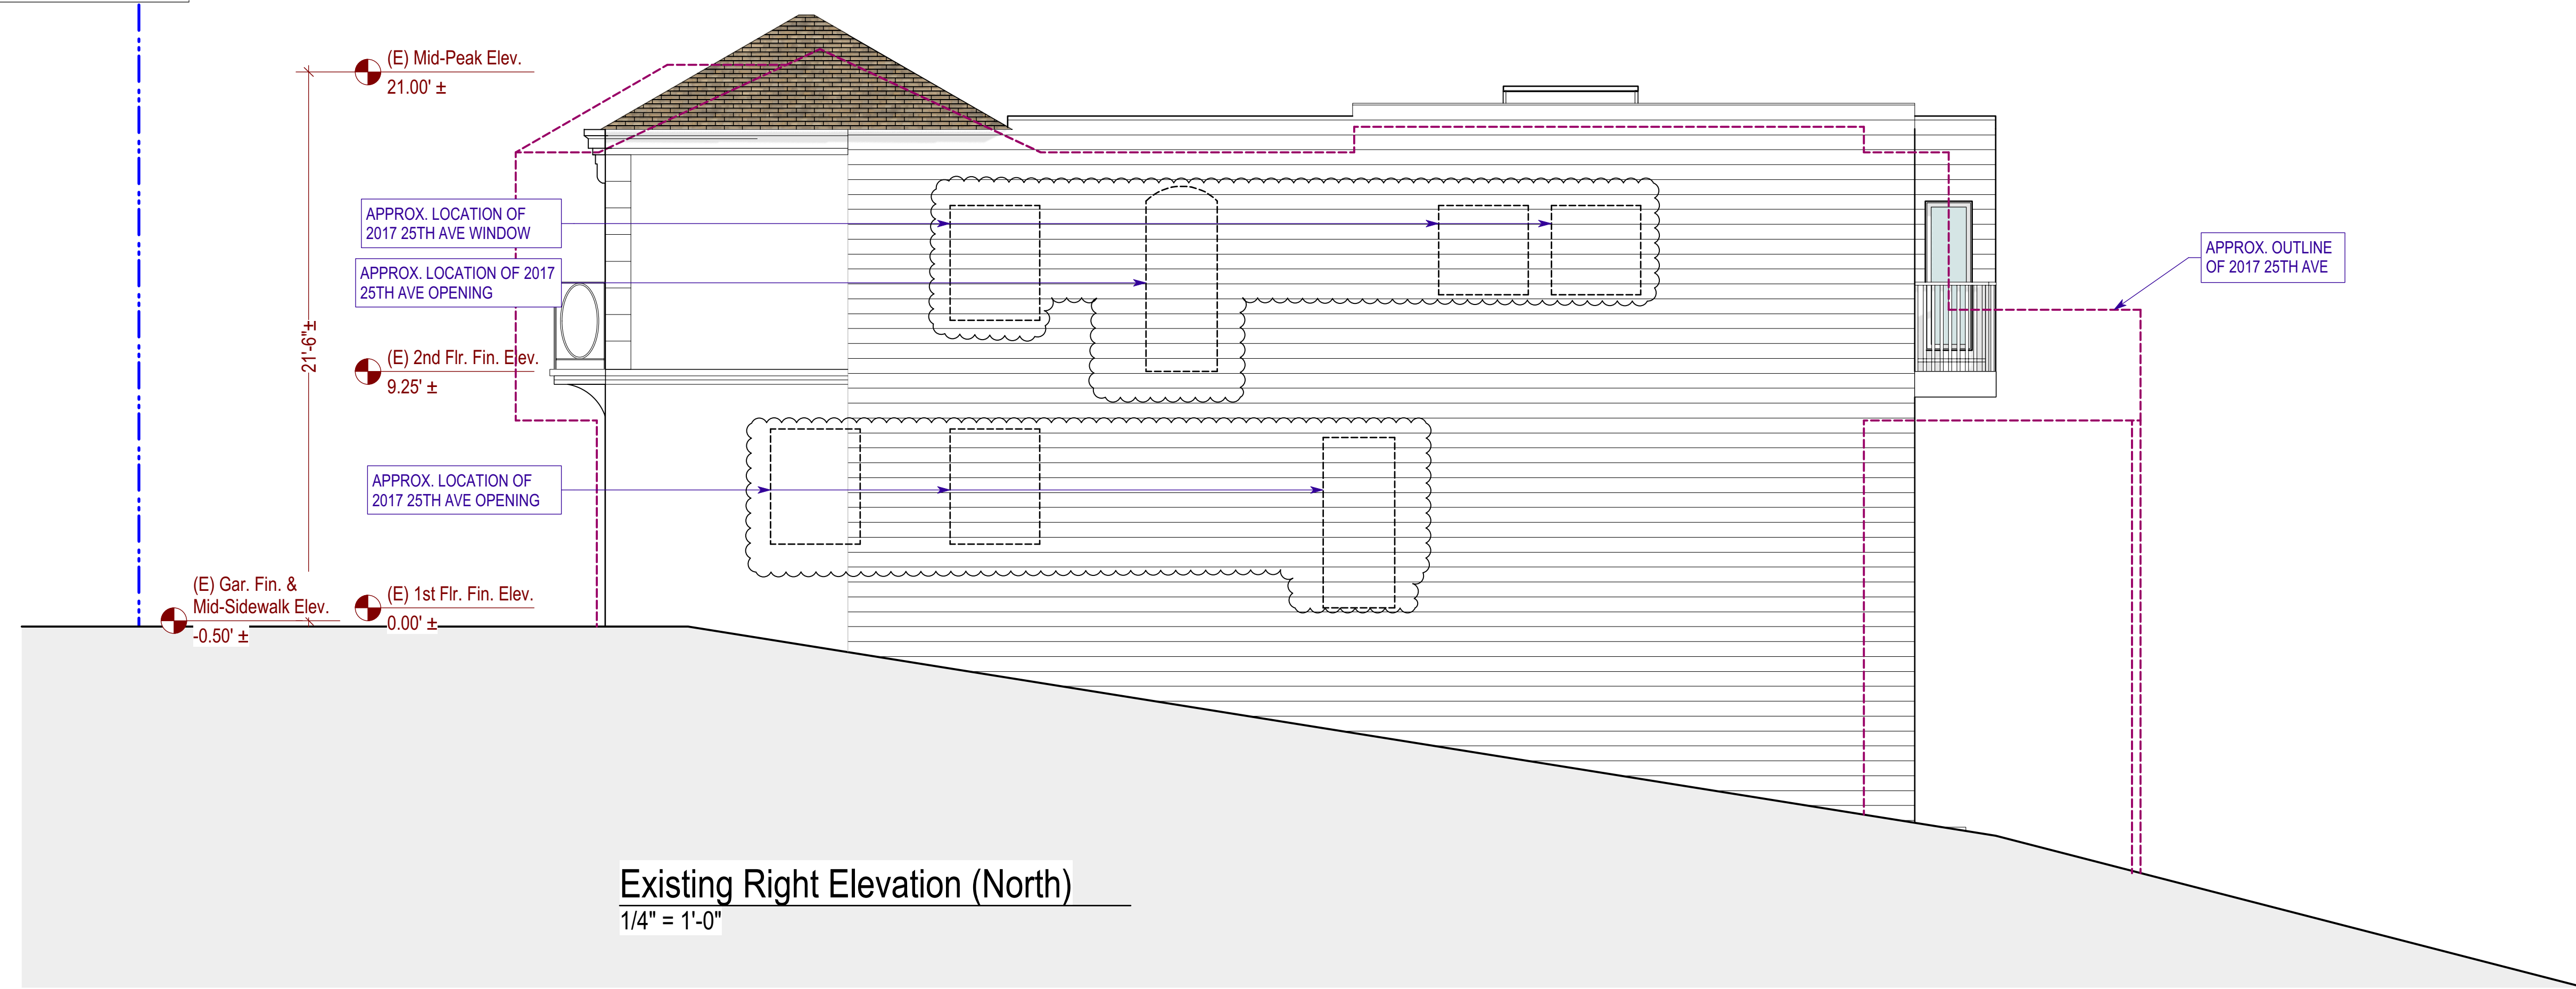 (E) Mid-Peak Elev.
21.00' ±
APPROX. LOCATION OF
2017 25TH AVE WINDOW
APPROX. LOCATION OF 2017
25TH AVE OPENING
APPROX. OUTLINE
OF 2017 25TH AVE
21'-6"±
(E) 2nd Flr. Fin. Elev.
9.25' ±
APPROX. LOCATION OF
2017 25TH AVE OPENING
(E) Gar. Fin. &
Mid-Sidewalk Elev.
-0.50' ±
(E) 1st Flr. Fin. Elev.
0.00' ±
Existing Right Elevation (North)
1/4" = 1'-0"